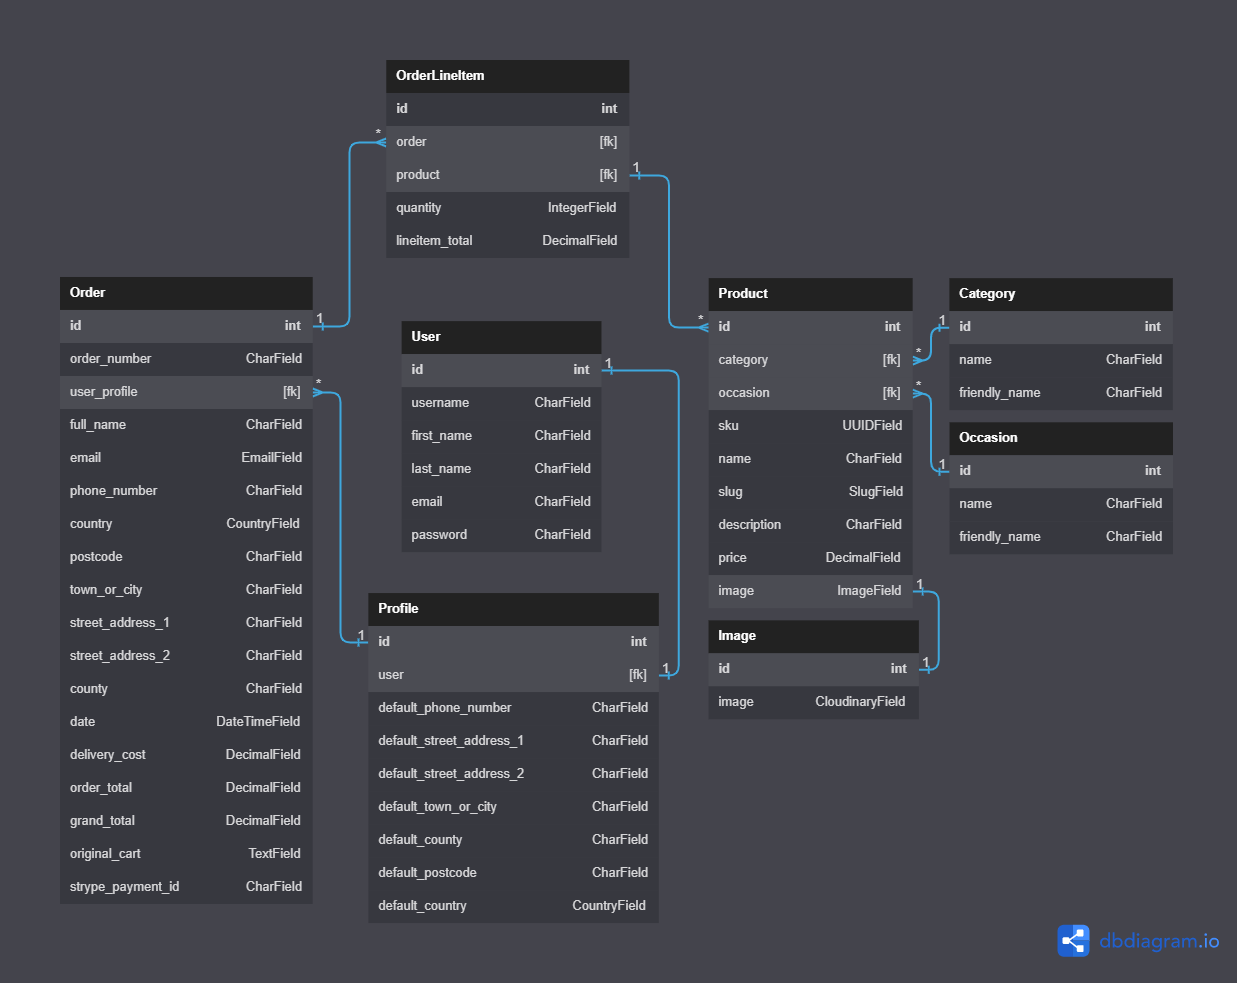 OrderLineItem
id int
order [fk]
product [fk]
quantity IntegerField
lineitem_total DecimalField
* 1
Order
id int
order_number CharField
user_profile [fk]
full_name CharField
email EmailField
phone_number CharField
country CountryField
postcode CharField
town_or_city CharField
street_address_1 CharField
street_address_2 CharField
county CharField
date DateTimeField
delivery_cost DecimalField
order_total DecimalField
grand_total DecimalField
original_cart TextField
strype_payment_id CharField
1
*
User
id int
username CharField
first_name CharField
last_name CharField
email CharField
password CharField
1
Profile
id int
user [fk]
default_phone_number CharField
default_street_address_1 CharField
default_street_address_2 CharField
default_town_or_city CharField
default_county CharField
default_postcode CharField
default_country CountryField
1
1
Product
id int
category [fk]
occasion [fk]
sku UUIDField
name CharField
slug SlugField
description CharField
price DecimalField
image ImageField
*
*
*
1
Image
id int
image CloudinaryField
1
Category
id int
name CharField
friendly_name CharField
1
Occasion
id int
name CharField
friendly_name CharField
1
dbdiagram.io